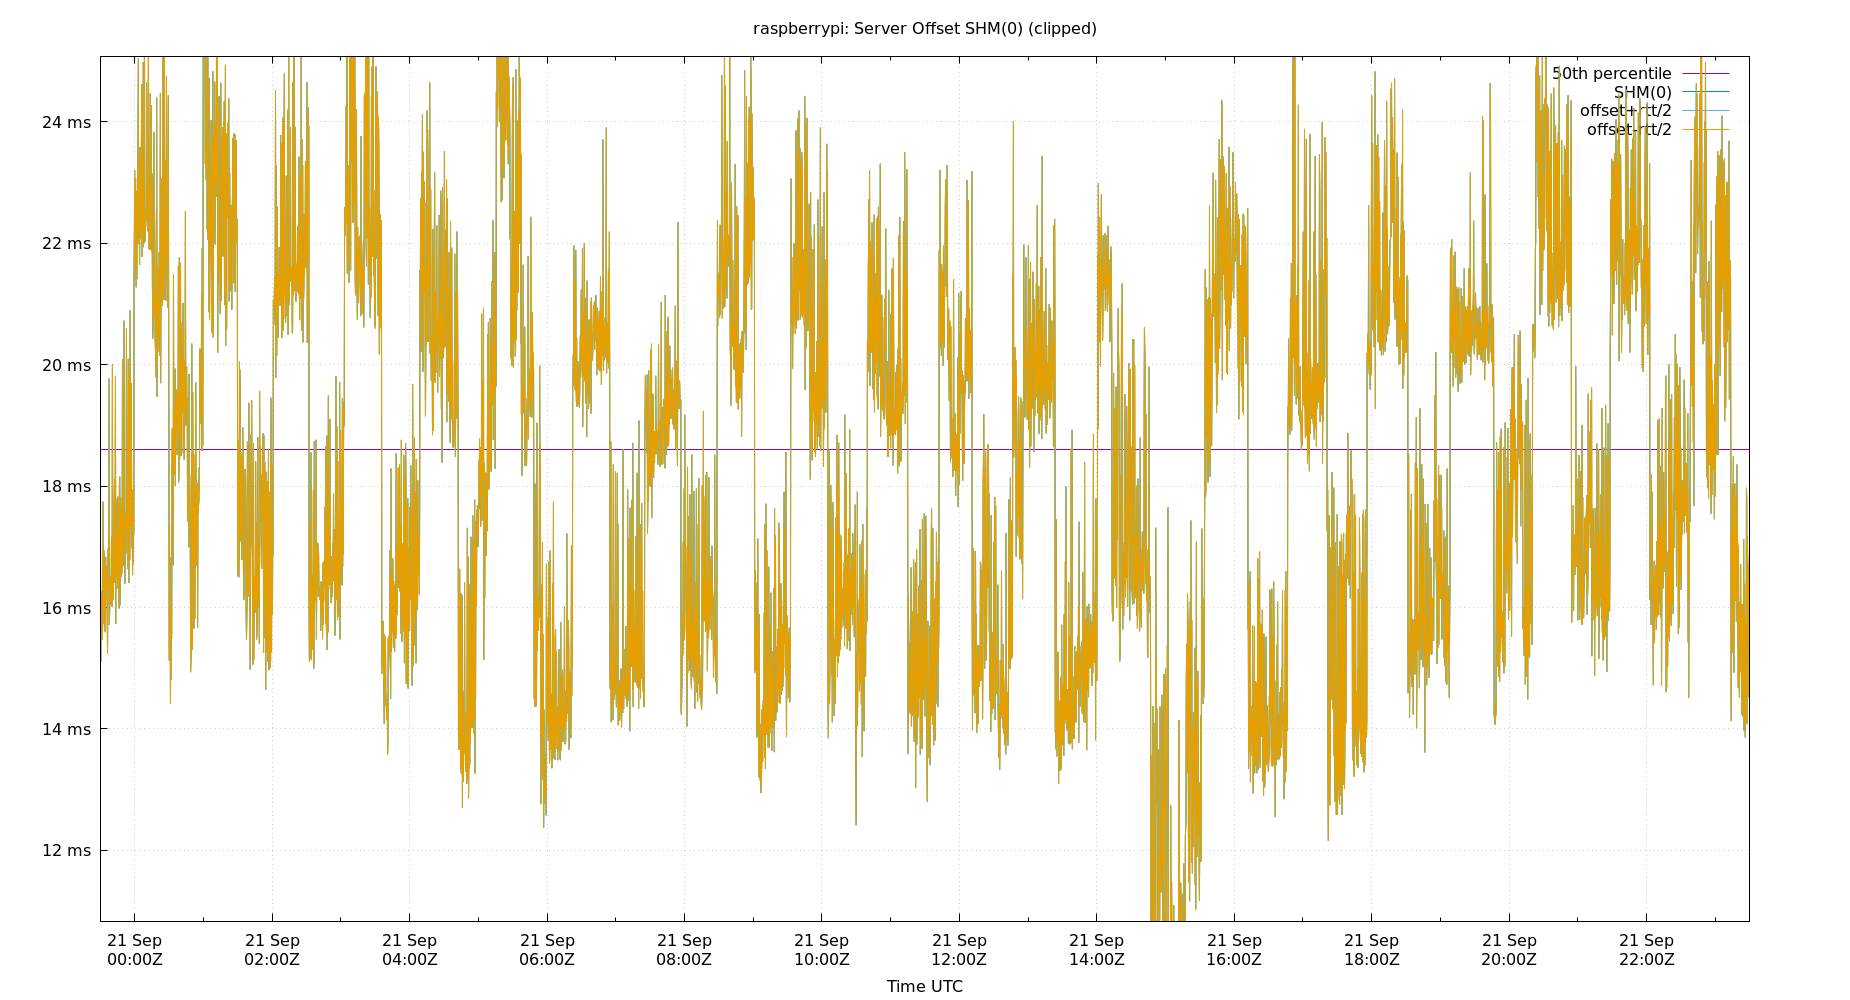 raspberrypi: Server Offset SHM(0) (clipped)
50th percentile
SHM(0)
offset+rtt/2
offset-rtt/2
24 ms
22 ms
20 ms
18 ms
16 ms
14 ms
12 ms
21 Sep 21 Sep 21 Sep 21 Sep 21 Sep 21 Sep 21 Sep 21 Sep 21 Sep 21 Sep 21 Sep 21 Sep
00:00Z 02:00Z 04:00Z 06:00Z 08:00Z 10:00Z 12:00Z 14:00Z 16:00Z 18:00Z 20:00Z 22:00Z
Time UTC